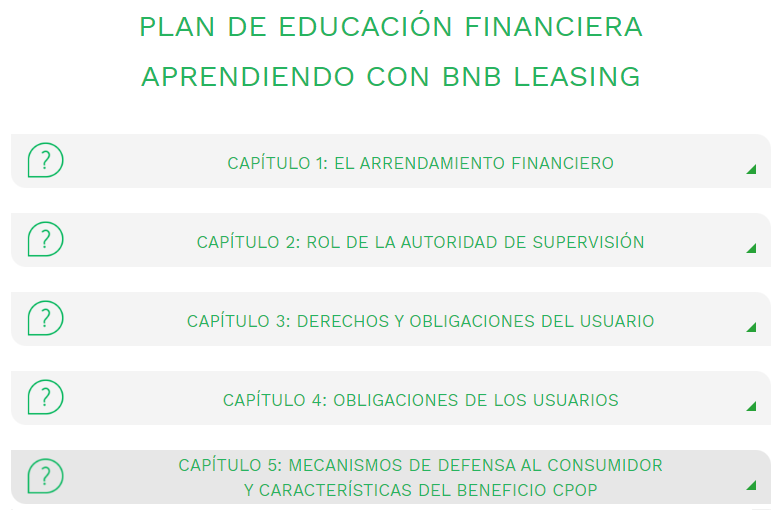 PLAN DE EDUCACIÓN FINANCIERA
APRENDIENDO CON BNB LEASING
?
CAPÍTULO 1: EL ARRENDAMIENTO FINANCIERO
?
CAPÍTULO 2: ROL DE LA AUTORIDAD DE SUPERVISIÓN
?
CAPÍTULO 3: DERECHOS Y OBLIGACIONES DEL USUARIO
?
CAPÍTULO 4: OBLIGACIONES DE LOS USUARIOS
?
CAPÍTULO 5: MECANISMOS DE DEFENSA AL CONSUMIDOR
Y CARACTERÍSTICAS DEL BENEFICIO CPOP